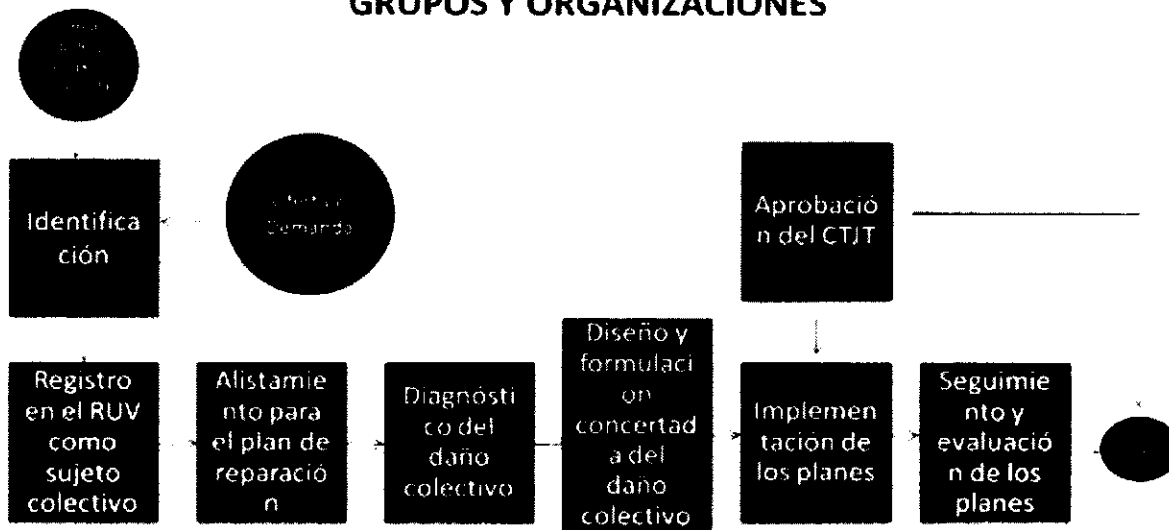 GRUPOS Y ORGANIZACIONES
Identifica
ción
Demanda
Aprobació
n del CTJT
Registro
en el RUV
como
sujeto
colectivo
Alistamie
nto para
el plan de
reparació
n
Diagnósti
co del
daño
colectivo
Diseño y
formulaci
on
concertad
a del
daño
colectivo
Implemen
tación de
los planes
Seguimie
nto y
evaluació
n de los
planes